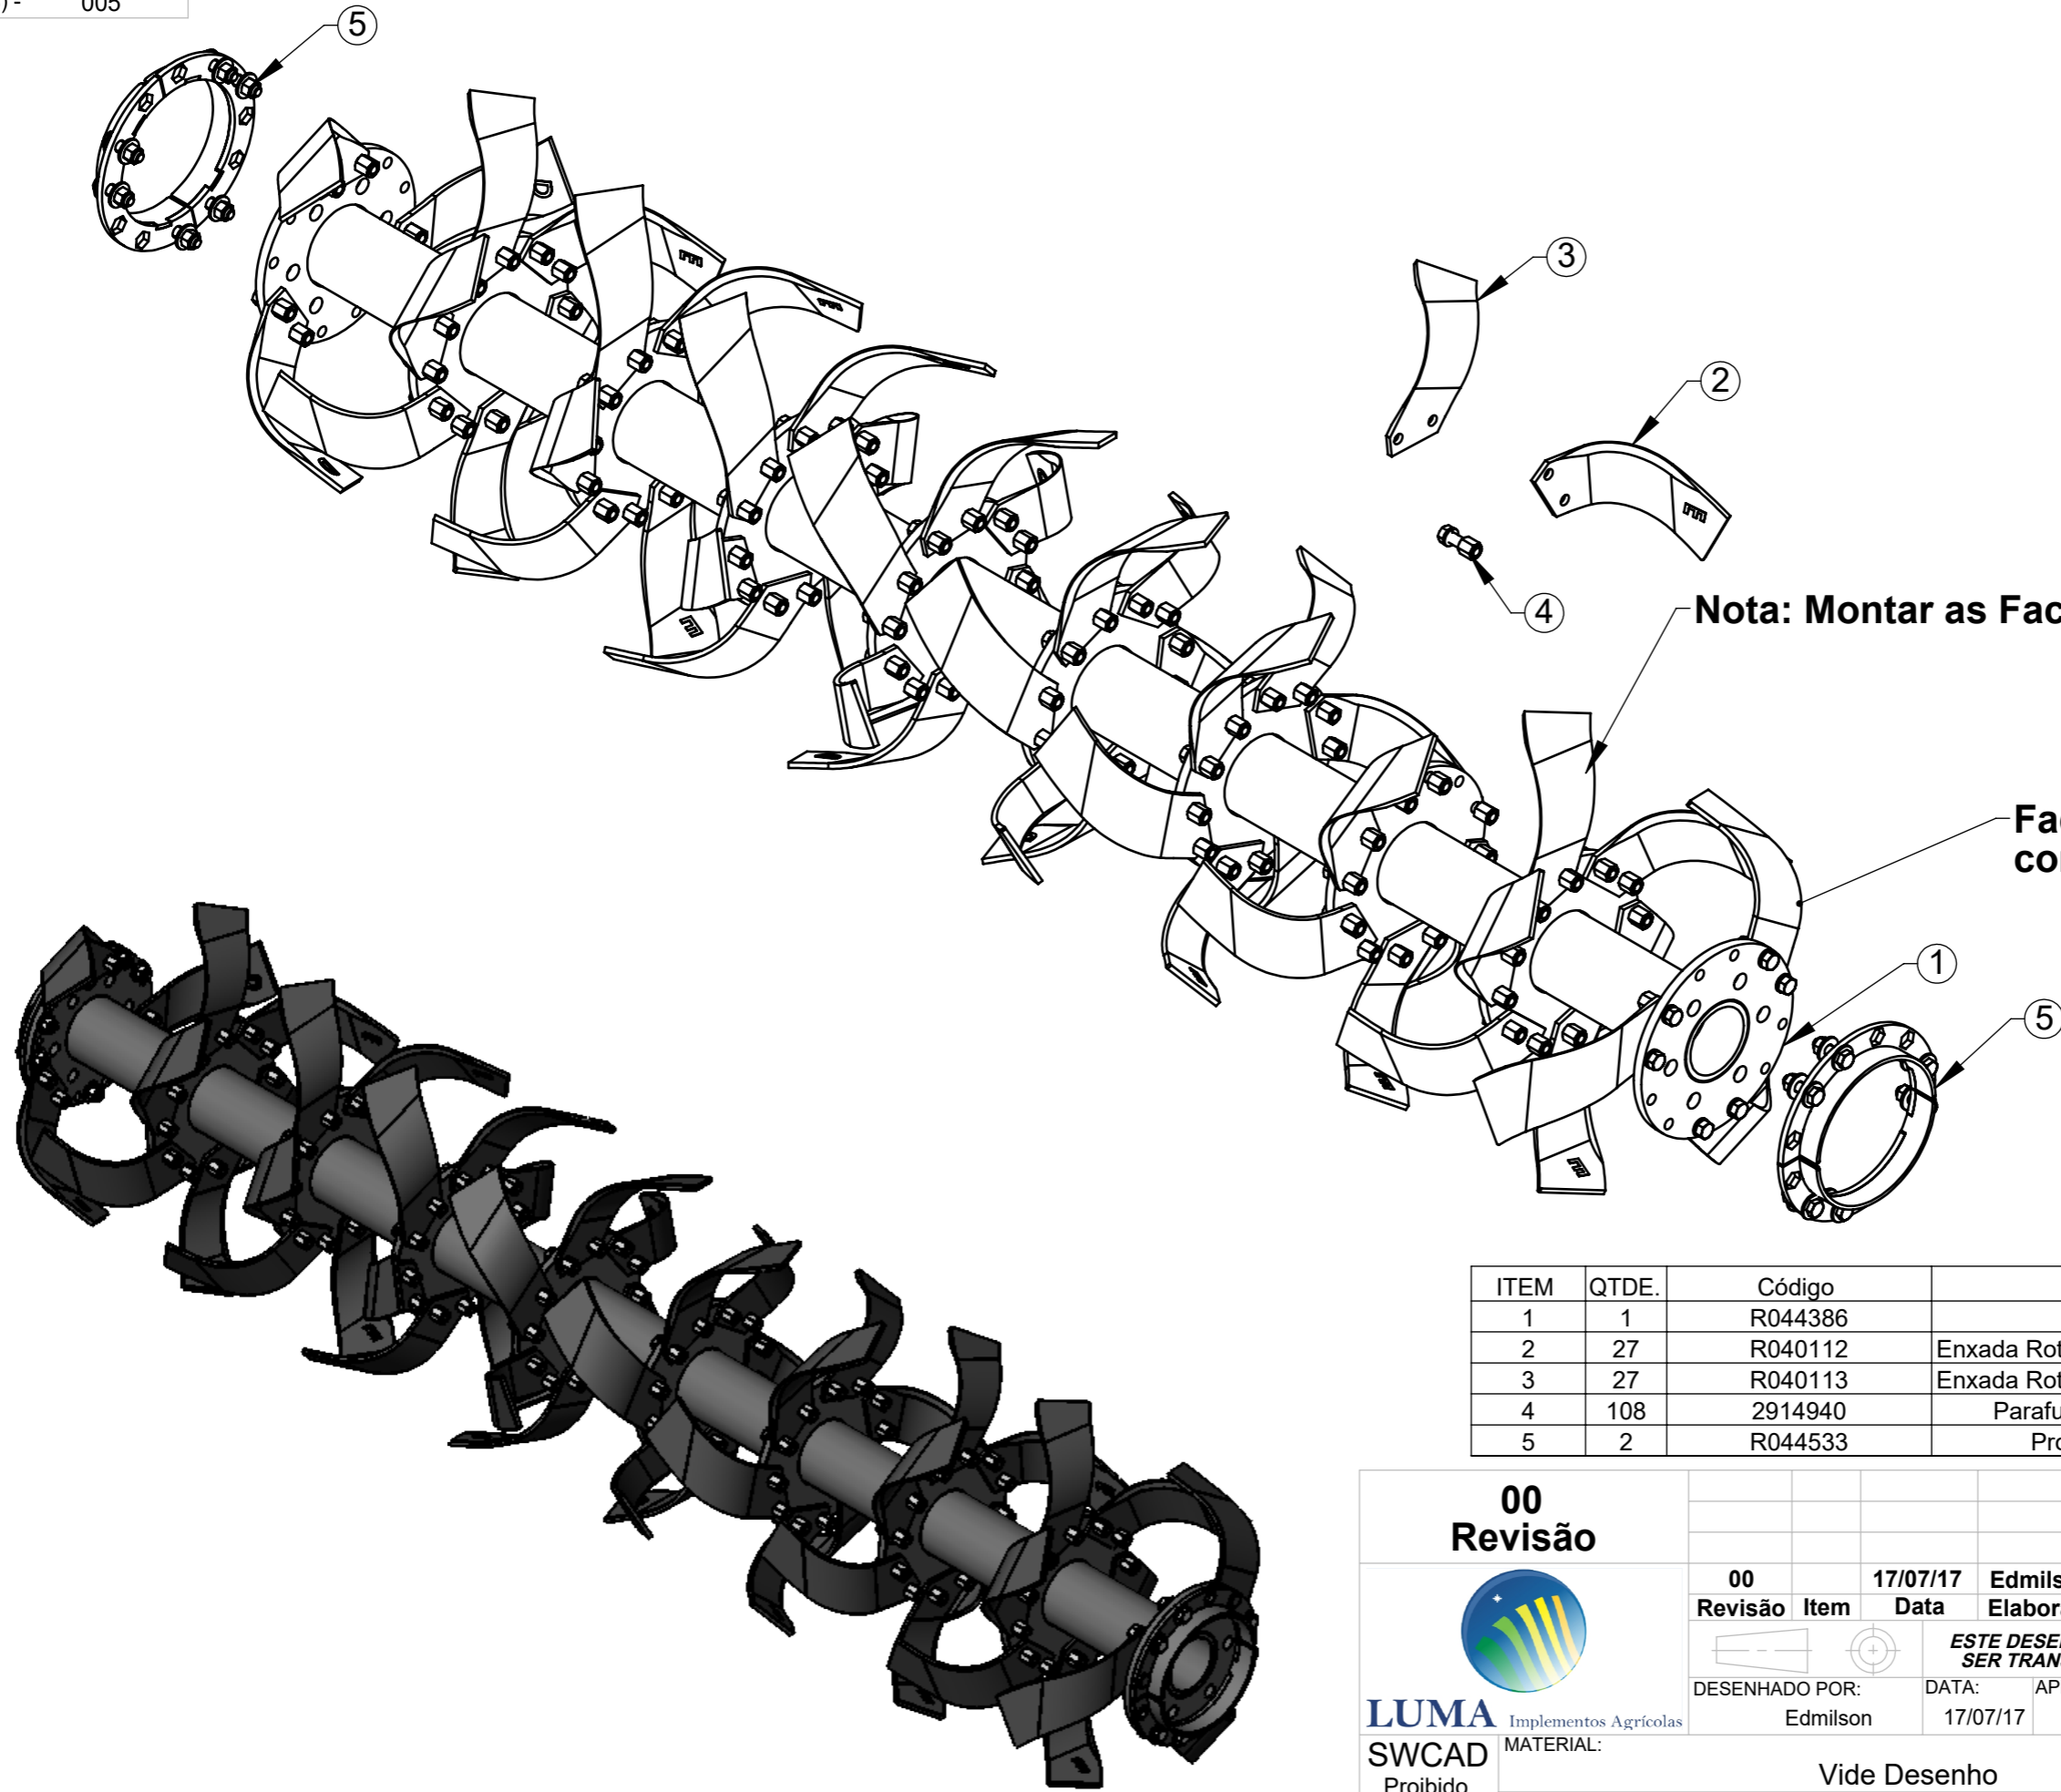 ) -
005
5
3
2
4
Nota: Montar as Fac
Fa
co
1
5
ITEM QTDE. Código
1 1 R044386
2 27 R040112 Enxada Rot
3 27 R040113 Enxada Rot
4 108 2914940 Parafu
5 2 R044533 Pro
00
Revisão
00 17/07/17 Edmils
Revisão Item Data Elabora
ESTE DESE
SER TRAN
DESENHADO POR: DATA: AP
Edmilson 17/07/17
LUMA Implementos Agrícolas
SWCAD
Proibido
MATERIAL:
Vide Desenho